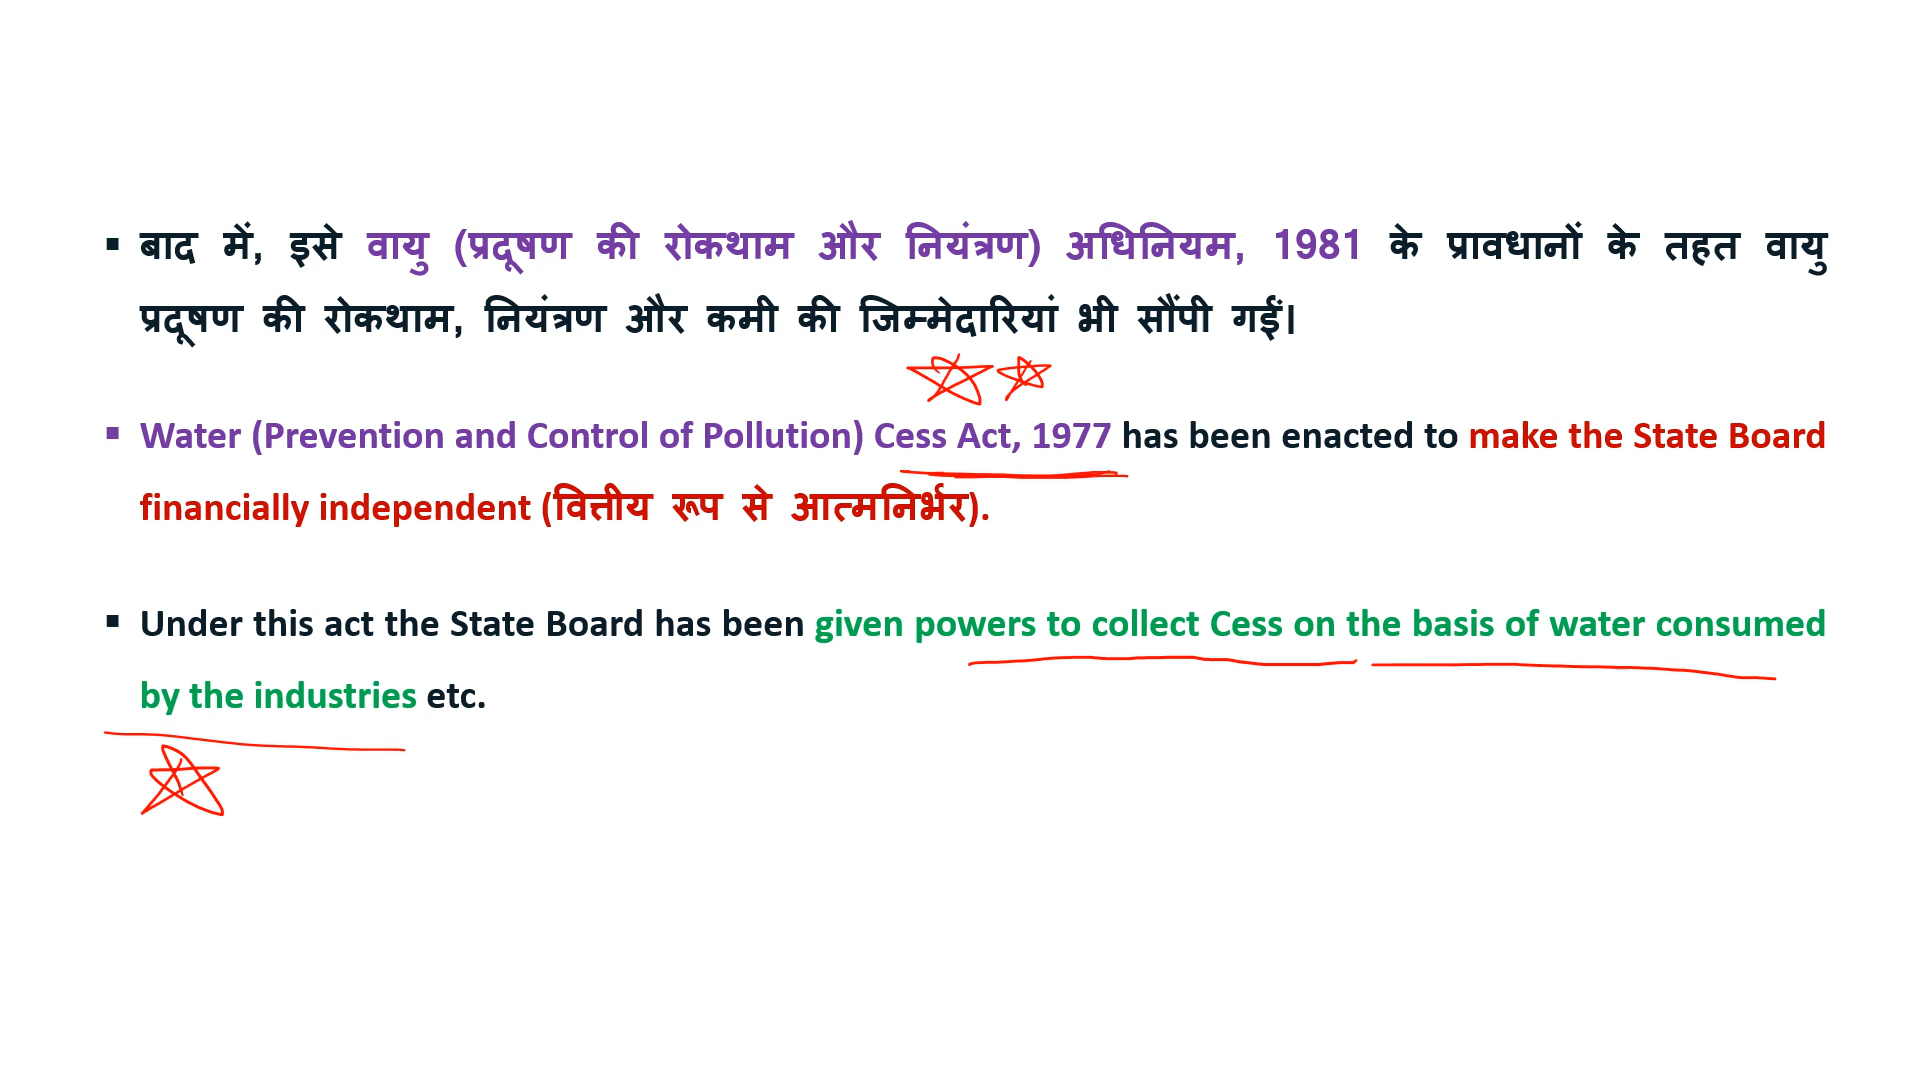 ▪ बाद में, इसे वायु (प्रदूषण की रोकथाम और नियंत्रण) अधिनियम, 1981 के प्रावधानों के तहत वायु
प्रदूषण की रोकथाम, नियंत्रण और कमी की जिम्मेदारियां भी सौंपी गईं।
▪ Water (Prevention and Control of Pollution) Cess Act, 1977 has been enacted to make the State Board
financially independent (वित्तीय रूप से आत्मनिर्भर).
▪ Under this act the State Board has been given powers to collect Cess on the basis of water consumed
by the industries etc.